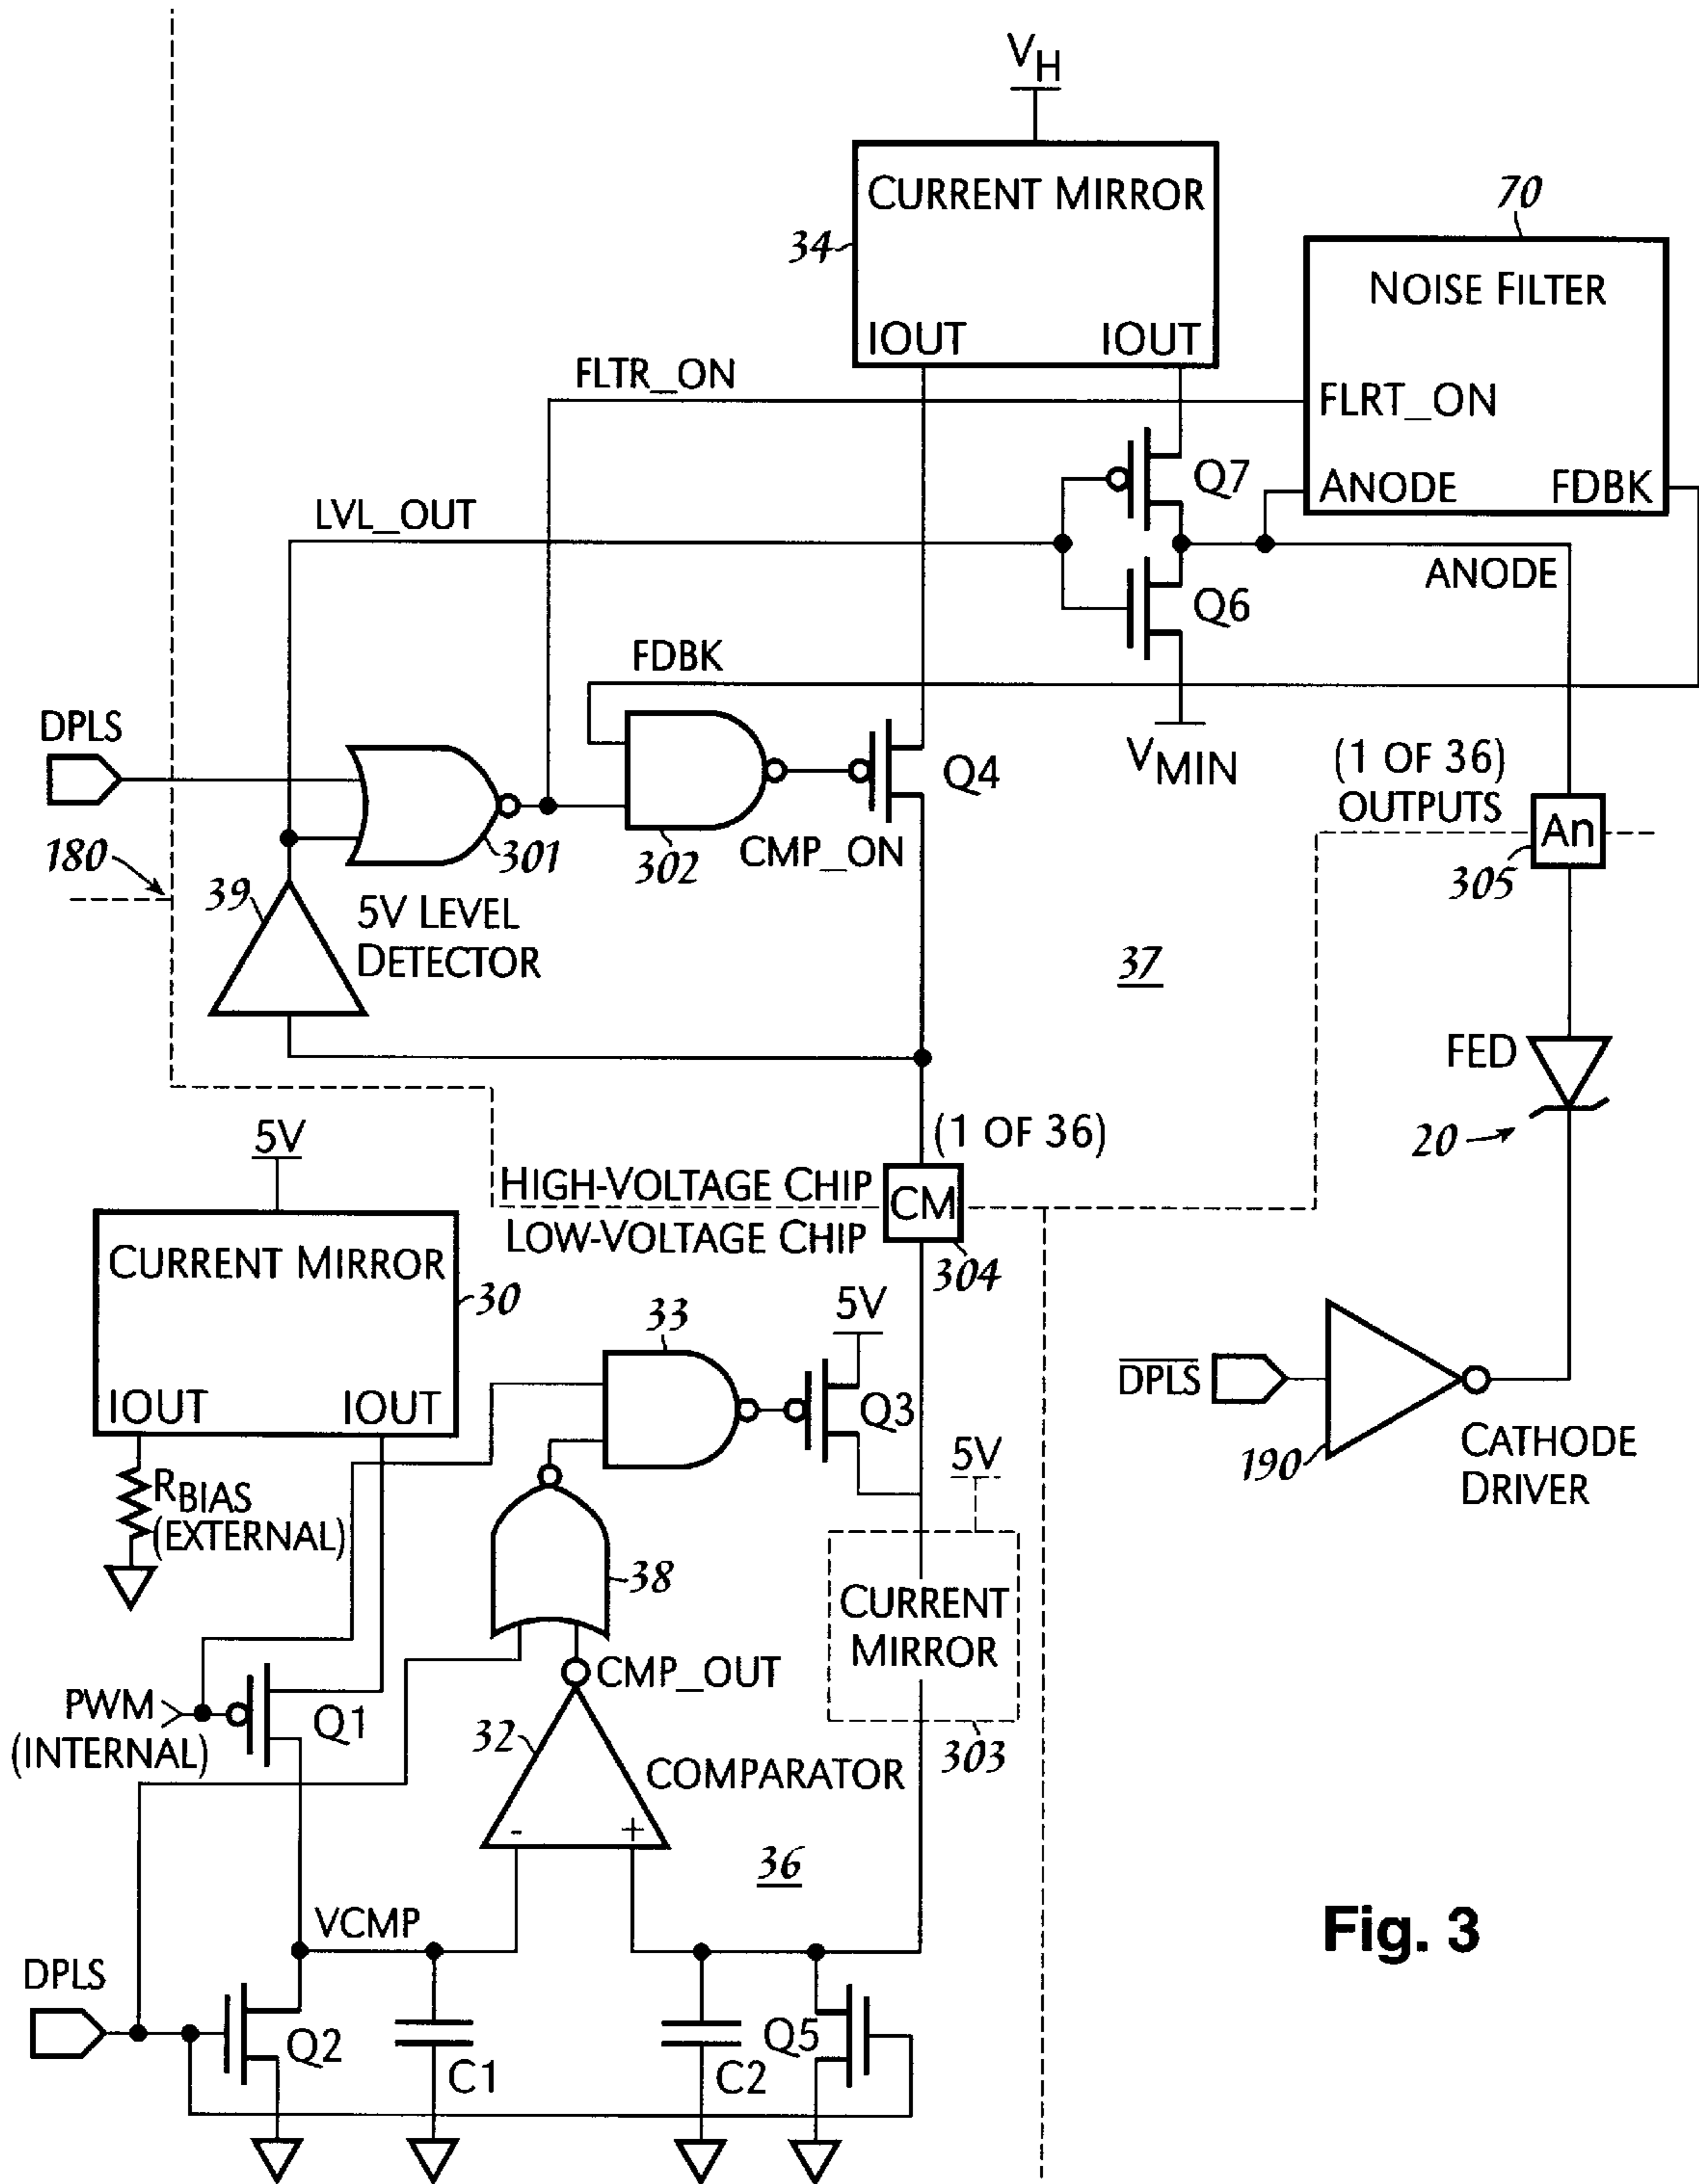 VH
CURRENT MIRROR
34
IOUT IOUT
70
NOISE FILTER
FLRT_ON
ANODE FDBK
FLTR_ON
Q7
LVL_OUT
ANODE
Q6
FDBK
VMIN
DPLS
Q4
(1 OF 36)
OUTPUTS
An
305
301
302
CMP_ON
180
39
5V LEVEL
DETECTOR
37
FED
20
(1 OF 36)
5V
HIGH-VOLTAGE CHIP
CM
LOW-VOLTAGE CHIP
304
CURRENT MIRROR
30
IOUT IOUT
33
5V
Q3
DPLS
190
CATHODE
DRIVER
5V
RBIAS
(EXTERNAL)
38
CURRENT
MIRROR
303
PWM
(INTERNAL)
Q1
CMP_OUT
32
COMPARATOR
- +
36
VCMP
Fig. 3
DPLS
Q2
C1
C2
Q5